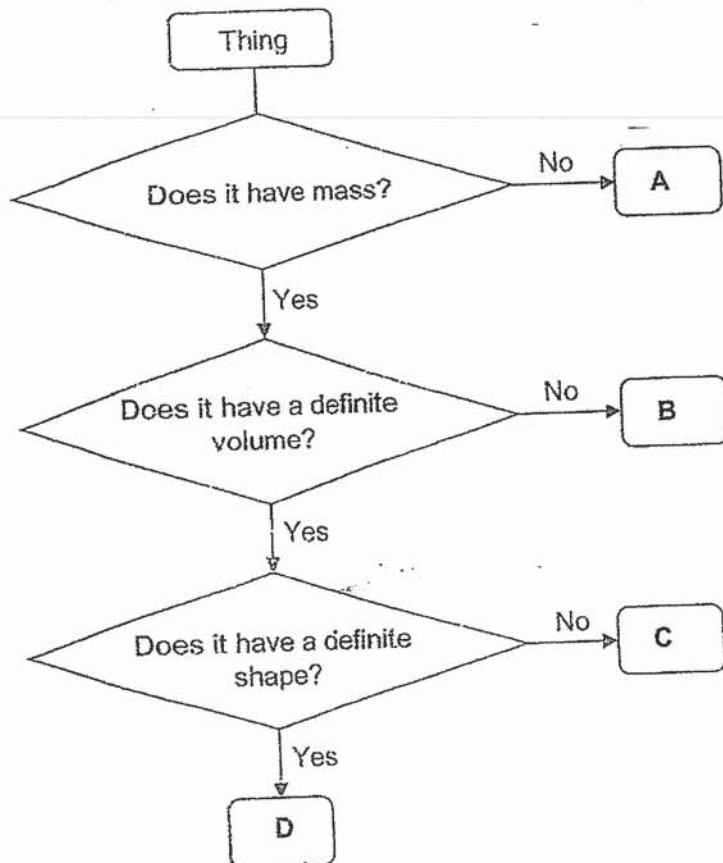 Thing
Does it have mass?
No
A
Yes
Does it have a definite
volume?
No
B
Yes
Does it have a definite
shape?
No
C
Yes
D